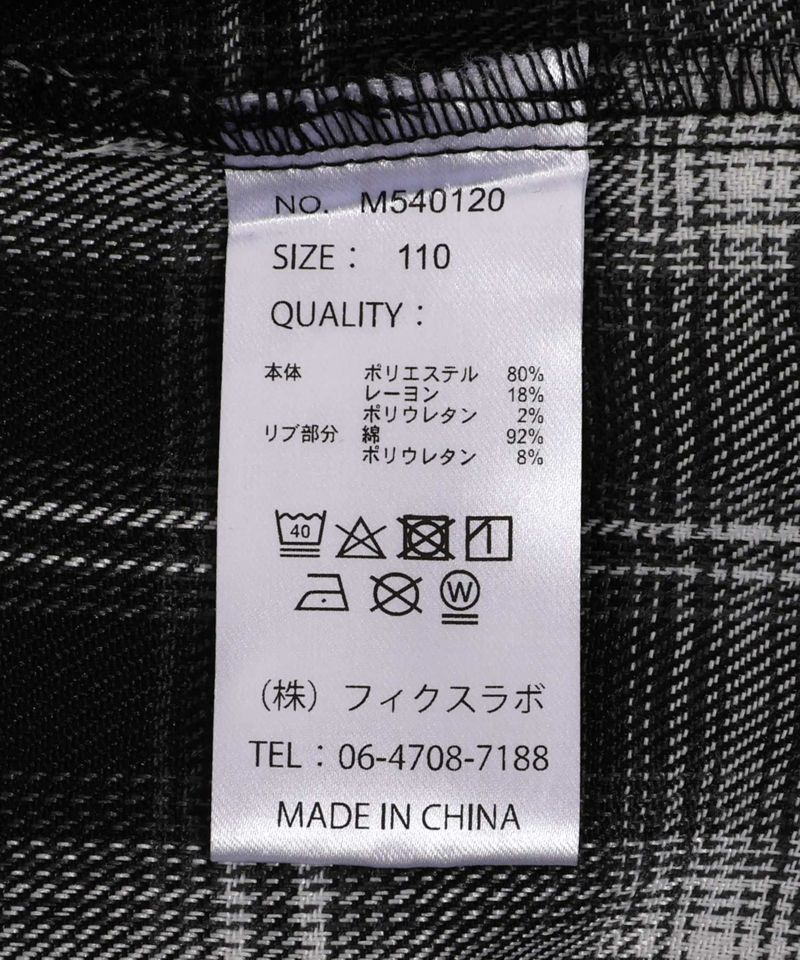 NO. M540120
SIZE： 110
QUALITY：
本体 ポリエステル 80%
レーヨン 18%
ポリウレタン 2%
リブ部分 綿 92%
ポリウレタン 8%
40
W
（株）フィクスラボ
TEL：06-4708-7188
MADE IN CHINA